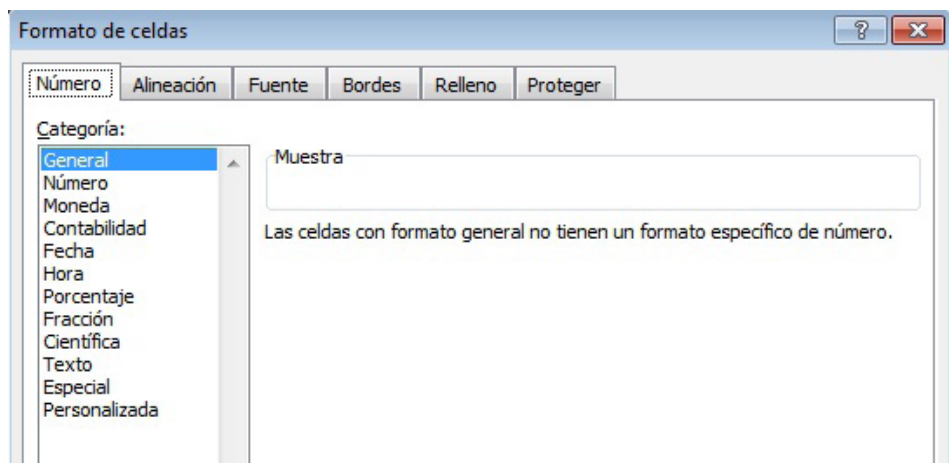 Formato de celdas
Número Alineación Fuente Bordes Relleno Proteger
Categoría:
General
Número
Moneda
Contabilidad
Fecha
Hora
Porcentaje
Fracción
Científica
Texto
Especial
Personalizada
Muestra
Las celdas con formato general no tienen un formato específico de número.